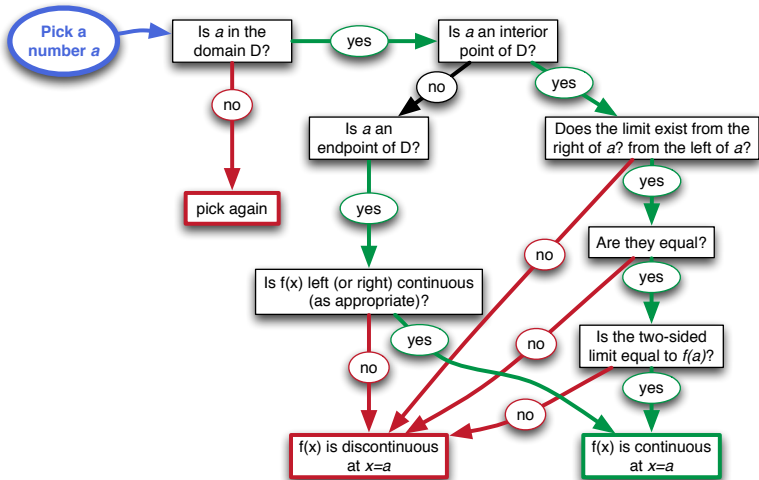 Pick a
number a
Is a in the
domain D?
yes
Is a an interior
point of D?
no
no
yes
Is a an
endpoint of D?
Does the limit exist from the
right of a? from the left of a?
pick again
yes
yes
Are they equal?
no
yes
Is f(x) left (or right) continuous
(as appropriate)?
yes
no
Is the two-sided
limit equal to f(a)?
no
yes
no
f(x) is discontinuous
at x=a
f(x) is continuous
at x=a